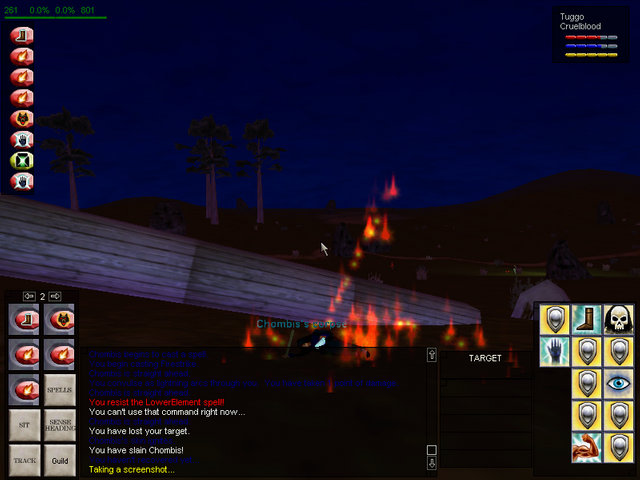 261 0.0% 0.0% 801
Tuggo
Cruelblood
2
Chombis's corpse
SPELLS
SIT
SENSE
HEADING
TRACK
Guild
You resist the LowerElement spell!
You can't use that command right now...
You have lost your target.
You have slain Chombis!
Taking a screenshot...
TARGET